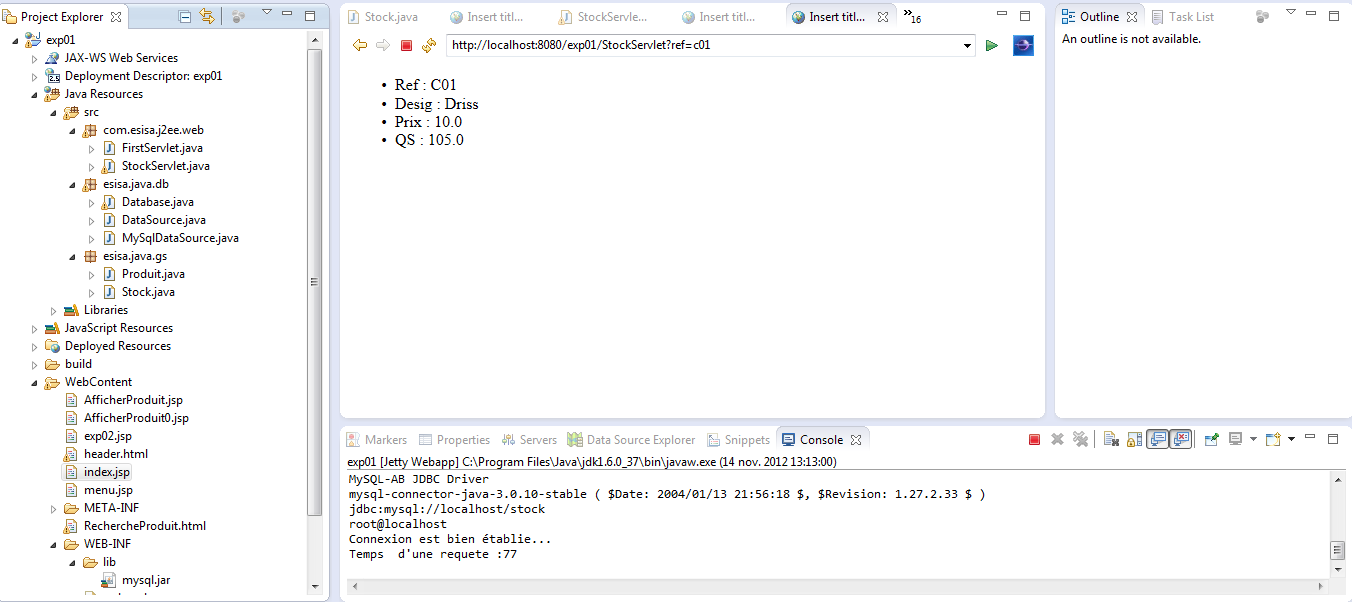 Project Explorer
exp01
JAX-WS Web Services
Deployment Descriptor: exp01
Java Resources
src
com.esisa.j2ee.web
FirstServlet.java
StockServlet.java
esisa.java.db
Database.java
DataSource.java
MySqlDataSource.java
esisa.java.gs
Produit.java
Stock.java
Libraries
JavaScript Resources
Deployed Resources
build
WebContent
AfficherProduit.jsp
AfficherProduit0.jsp
exp02.jsp
header.html
index.jsp
menu.jsp
META-INF
RechercheProduit.html
WEB-INF
lib
mysql.jar
Stock.java Insert titl... StockServle... Insert titl... Insert titl... »16
http://localhost:8080/exp01/StockServlet?ref=c01
• Ref : C01
• Desig : Driss
• Prix : 10.0
• QS : 105.0
Outline Task List
An outline is not available.
Markers Properties Servers Data Source Explorer Snippets Console
exp01 [Jetty Webapp] C:\Program Files\Java\jdk1.6.0_37\bin\javaw.exe (14 nov. 2012 13:13:00)
MySQL-AB JDBC Driver
mysql-connector-java-3.0.10-stable ( $Date: 2004/01/13 21:56:18 $, $Revision: 1.27.2.33 $ )
jdbc:mysql://localhost/stock
root@localhost
Connexion est bien établie...
Temps  d'une requete :77